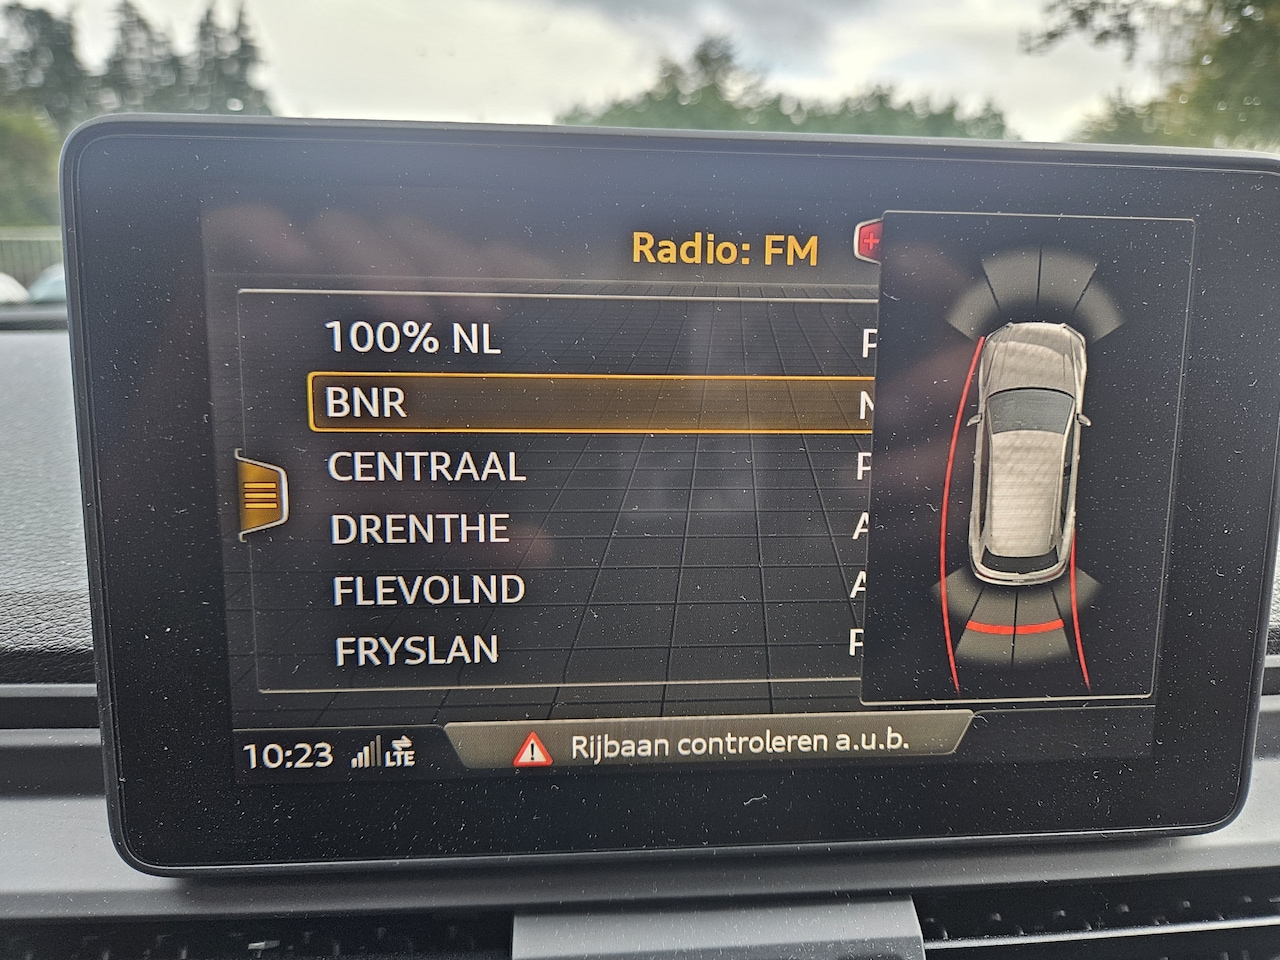 Radio: FM
100% NL
BNR
CENTRAAL
DRENTHE
FLEVOLND
FRYSLAN
10:23 LTE
Rijbaan controleren a.u.b.